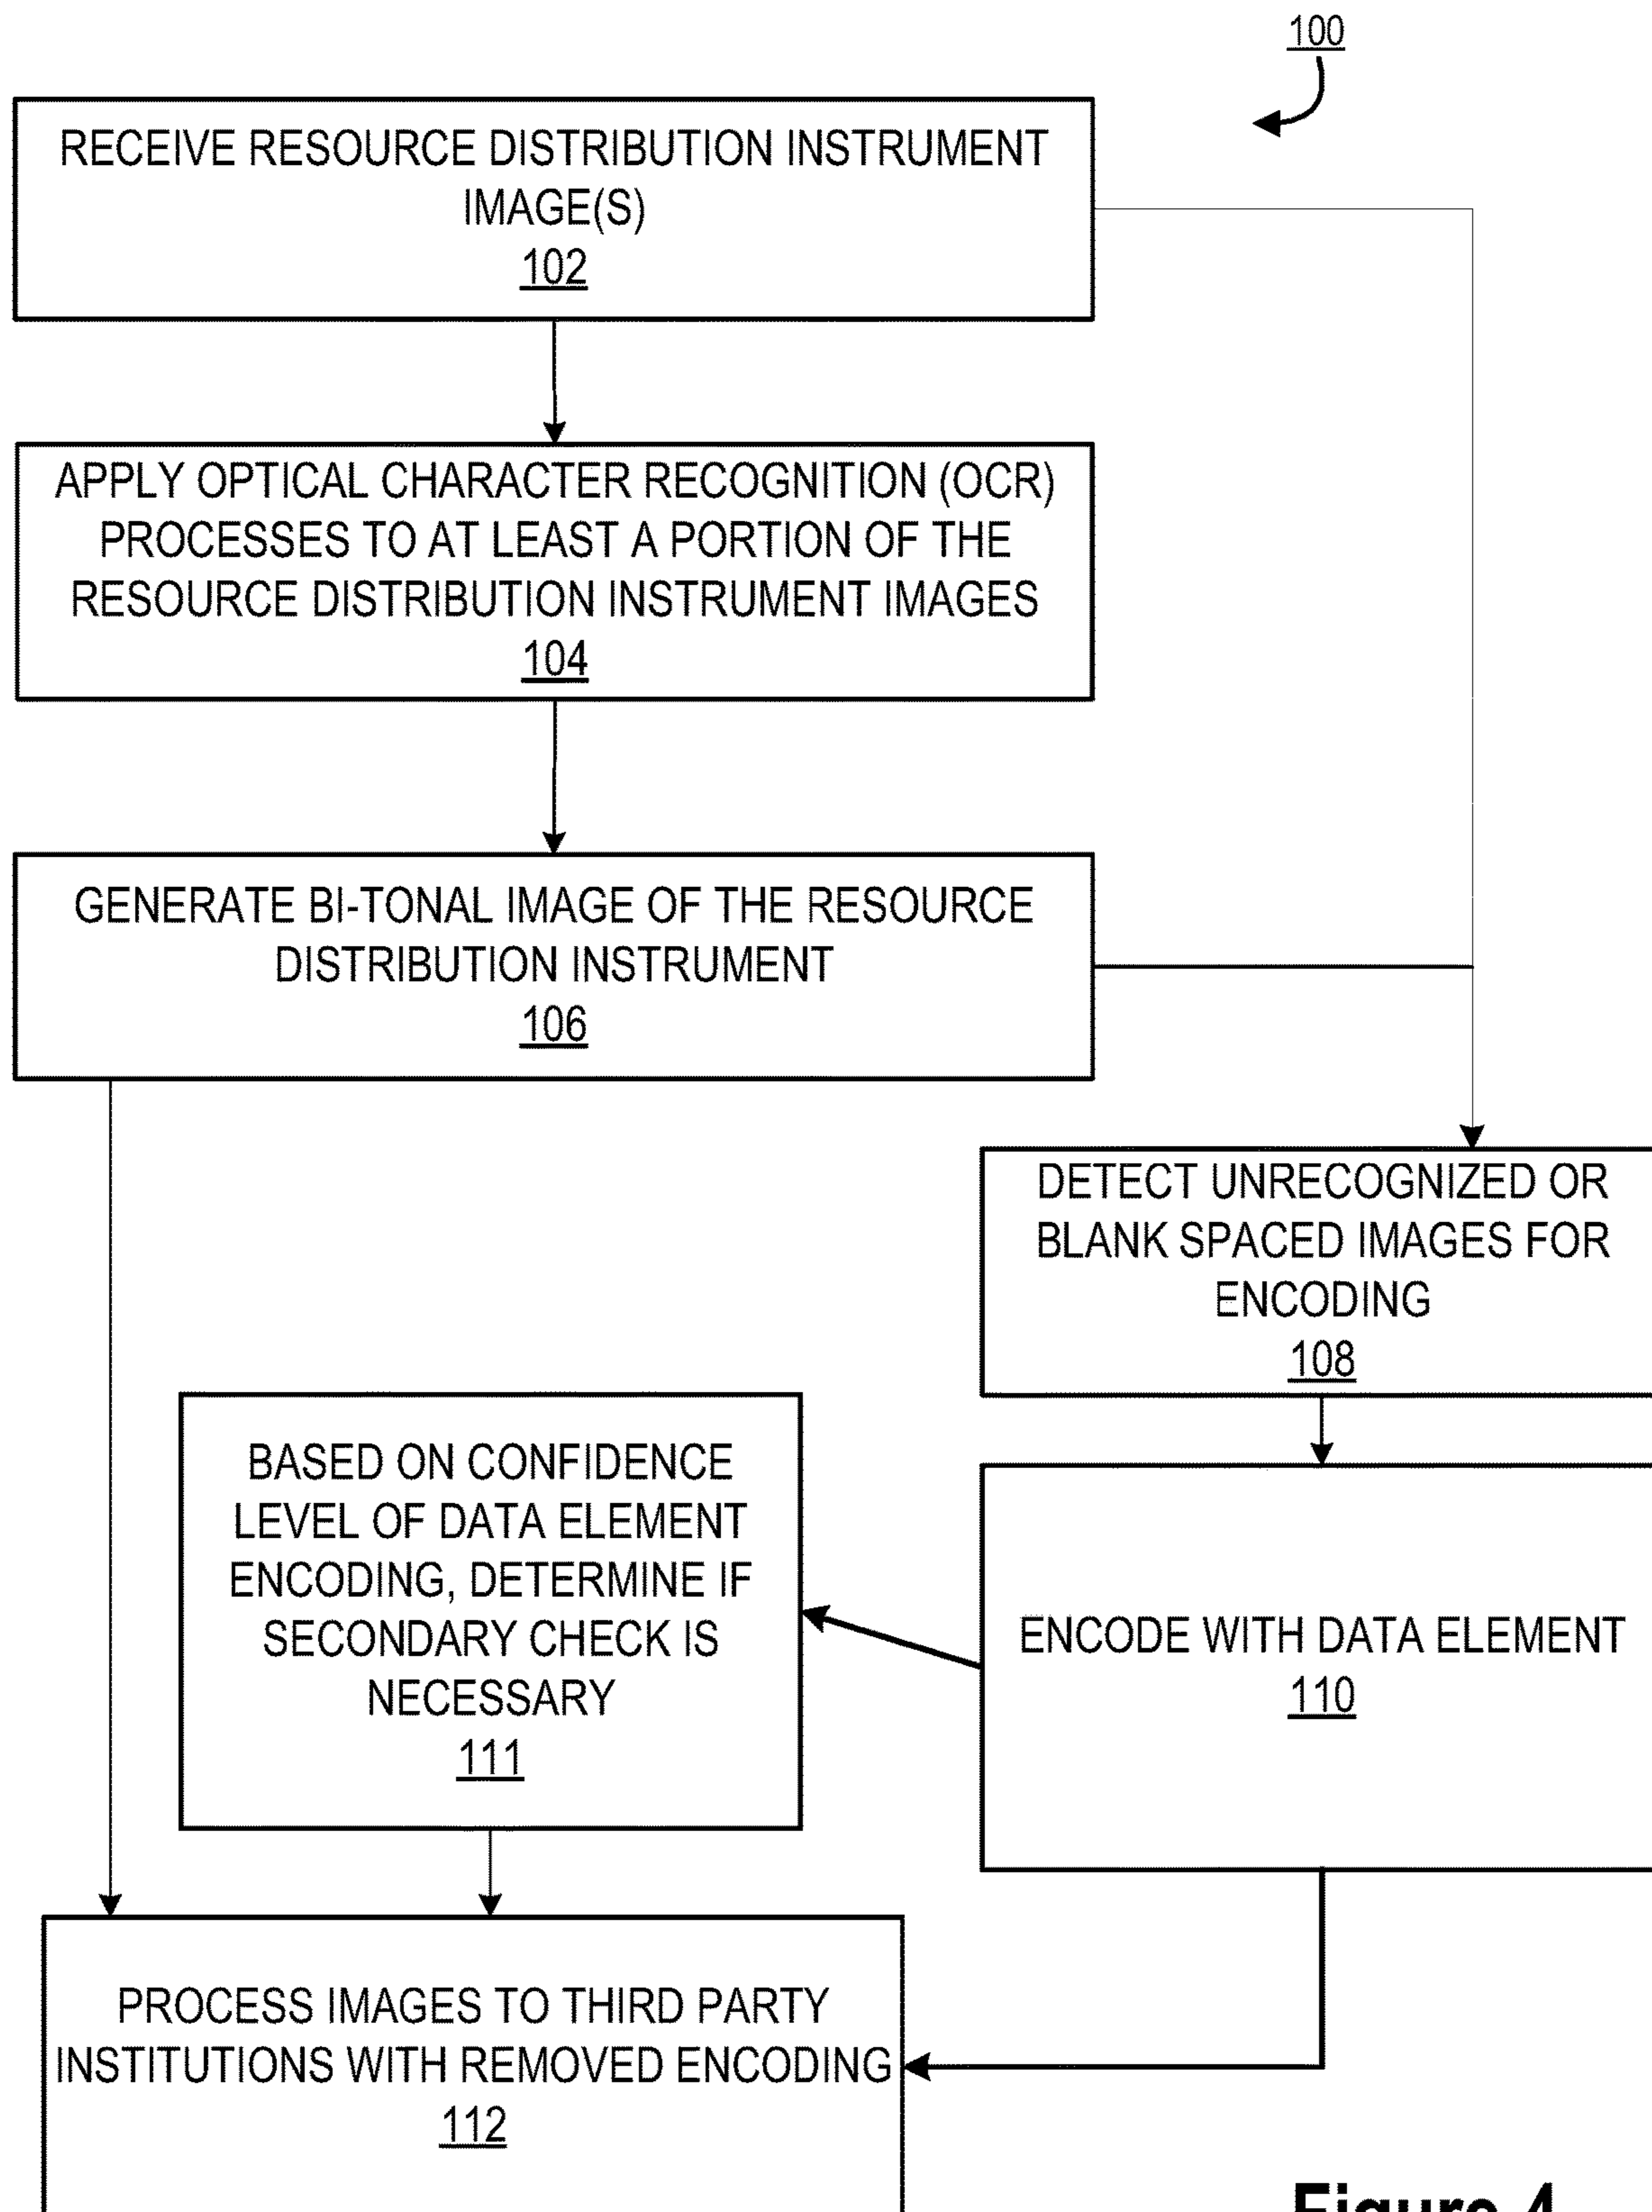 100
RECEIVE RESOURCE DISTRIBUTION INSTRUMENT
IMAGE(S)
102
APPLY OPTICAL CHARACTER RECOGNITION (OCR)
PROCESSES TO AT LEAST A PORTION OF THE
RESOURCE DISTRIBUTION INSTRUMENT IMAGES
104
GENERATE BI-TONAL IMAGE OF THE RESOURCE
DISTRIBUTION INSTRUMENT
106
DETECT UNRECOGNIZED OR
BLANK SPACED IMAGES FOR
ENCODING
108
BASED ON CONFIDENCE
LEVEL OF DATA ELEMENT
ENCODING, DETERMINE IF
SECONDARY CHECK IS
NECESSARY
111
ENCODE WITH DATA ELEMENT
110
PROCESS IMAGES TO THIRD PARTY
INSTITUTIONS WITH REMOVED ENCODING
112
Figure 4